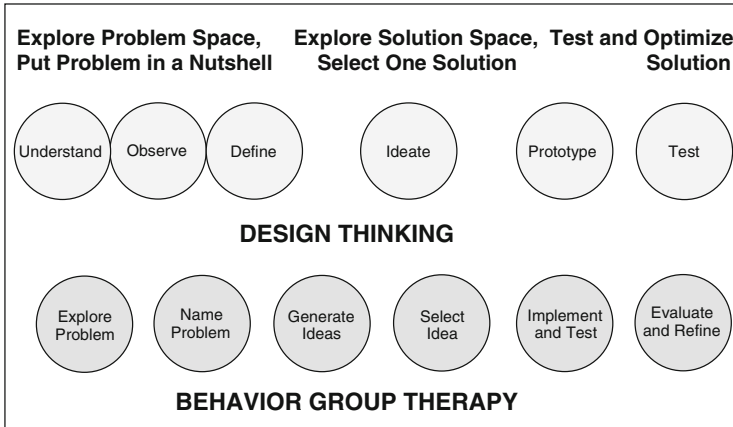 Explore Problem Space, Explore Solution Space, Test and Optimize
Put Problem in a Nutshell Select One Solution Solution
Understand Observe Define Ideate Prototype Test
DESIGN THINKING
Explore Name Generate Select Implement Evaluate
Problem Problem Ideas Idea and Test and Refine
BEHAVIOR GROUP THERAPY